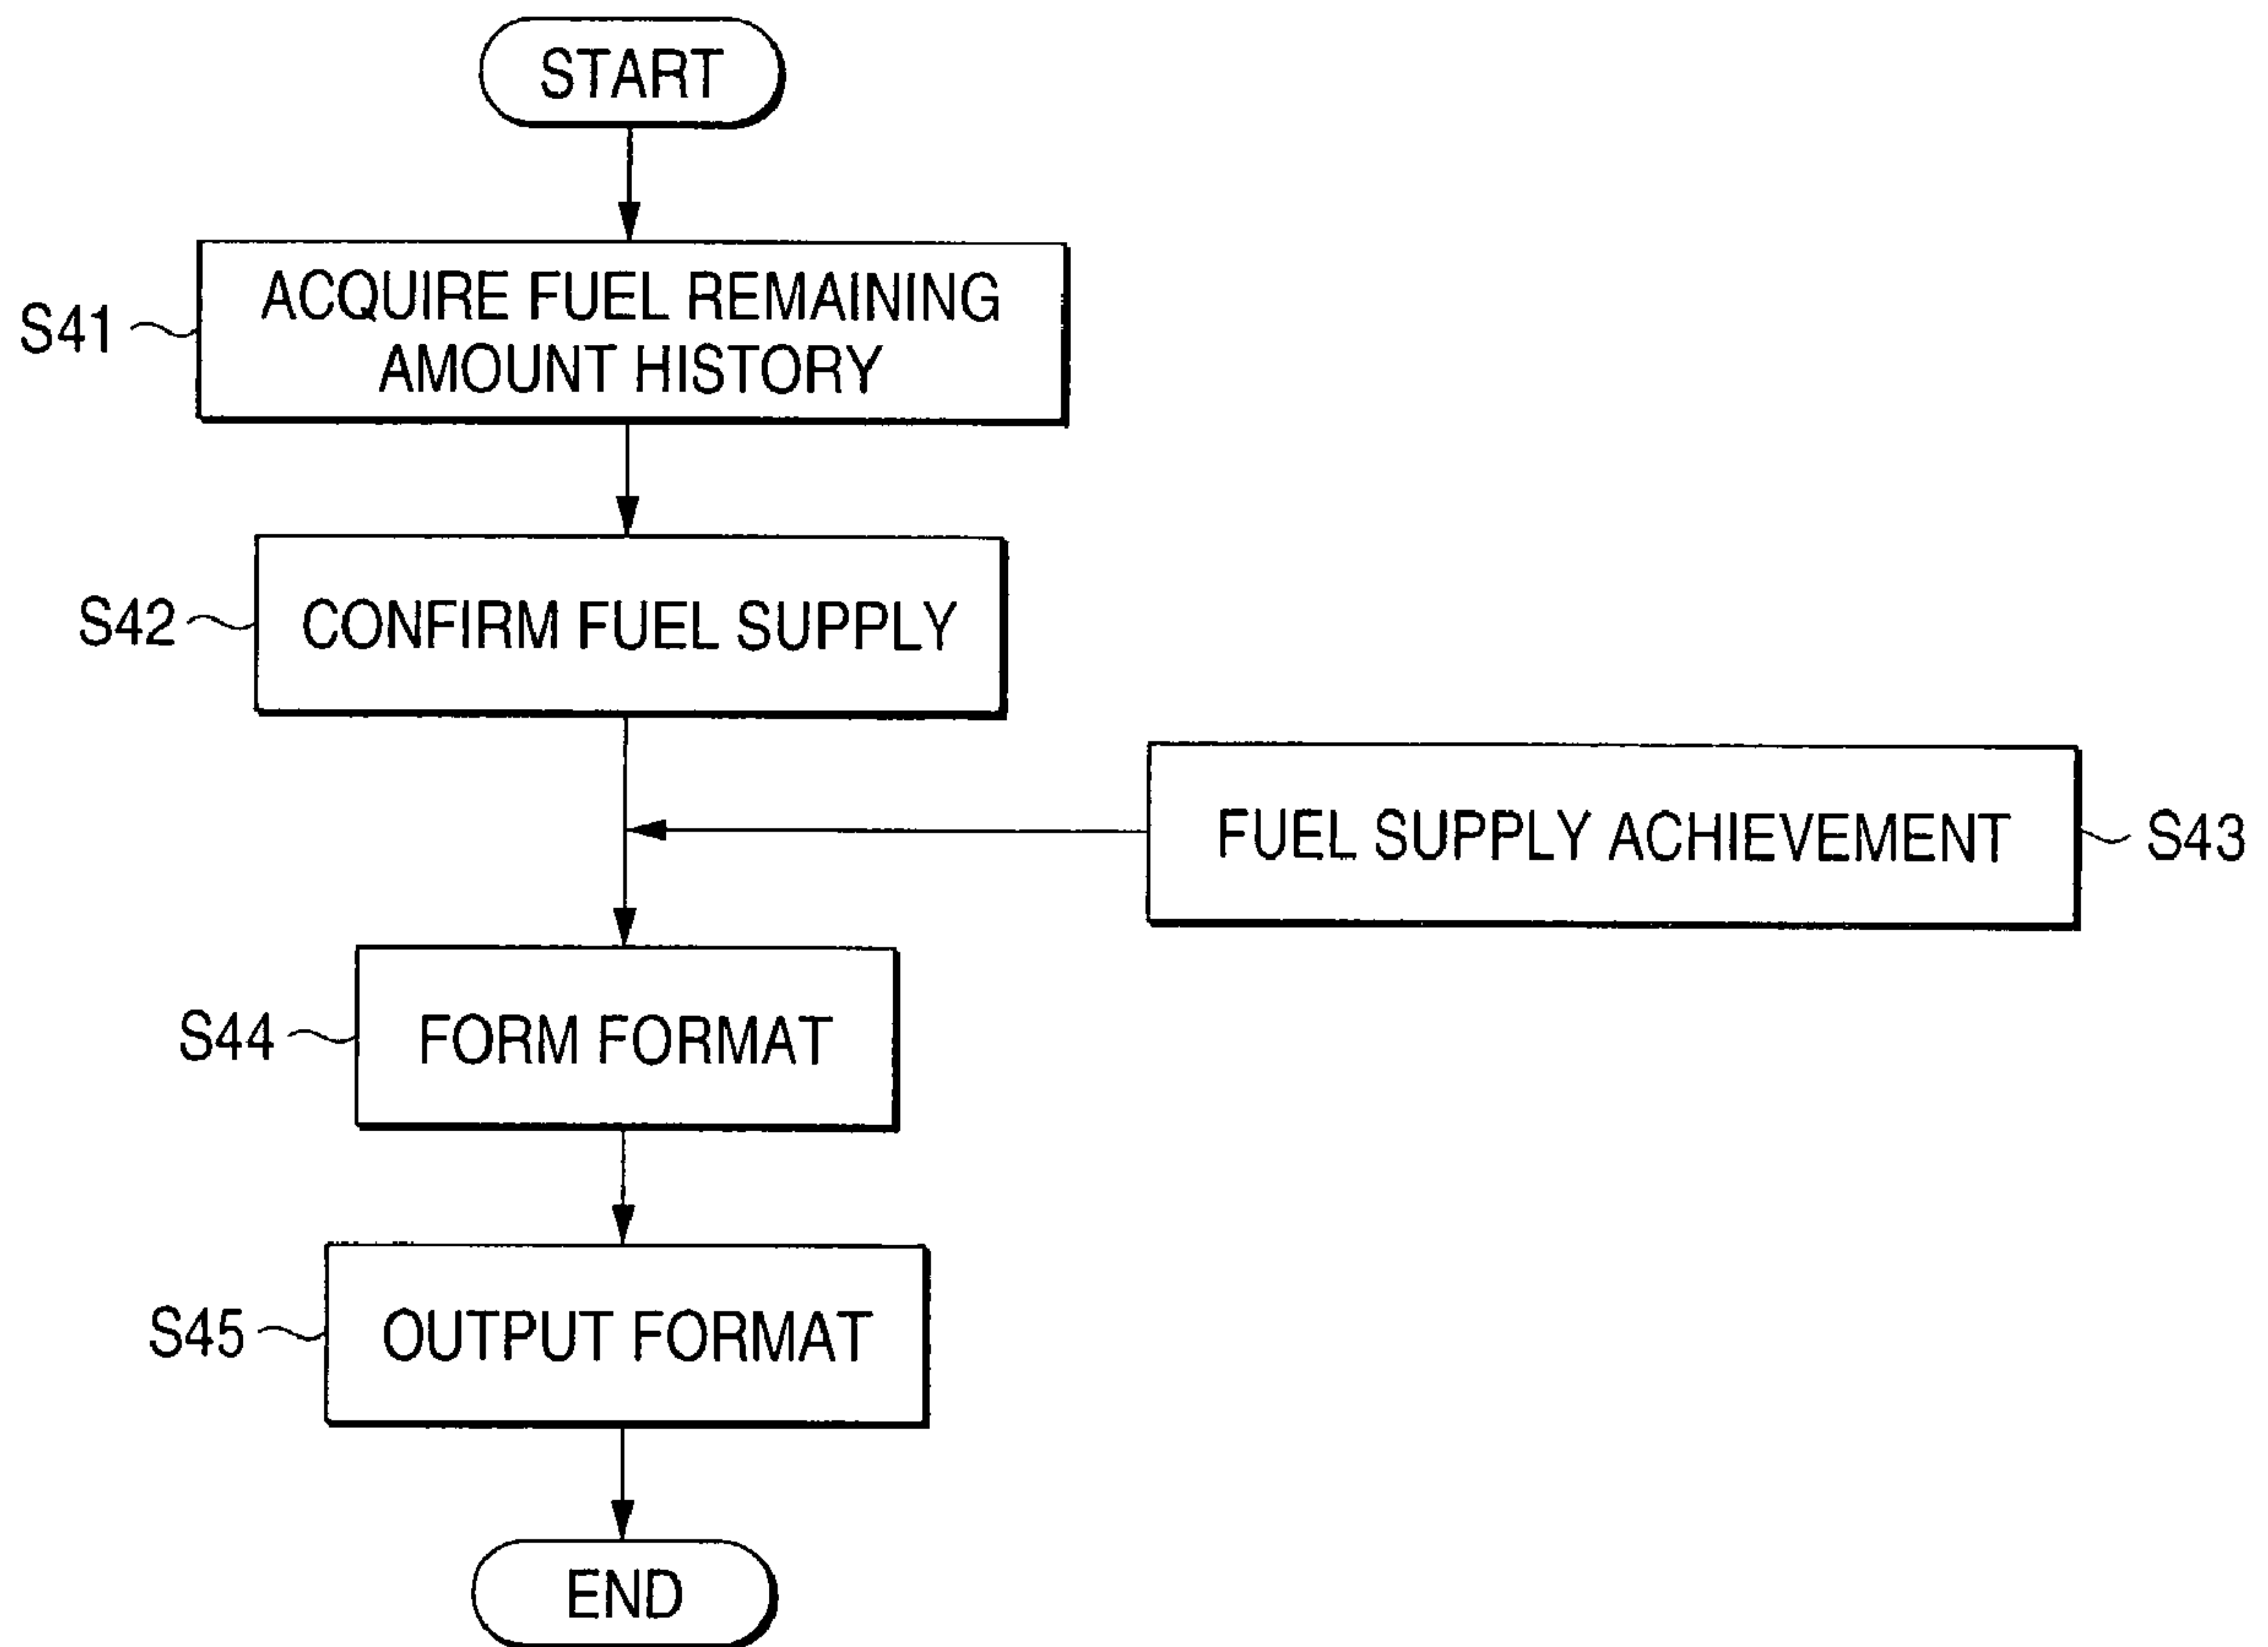 START
S41
ACQUIRE FUEL REMAINING
AMOUNT HISTORY
S42
CONFIRM FUEL SUPPLY
FUEL SUPPLY ACHIEVEMENT
S43
S44
FORM FORMAT
S45
OUTPUT FORMAT
END